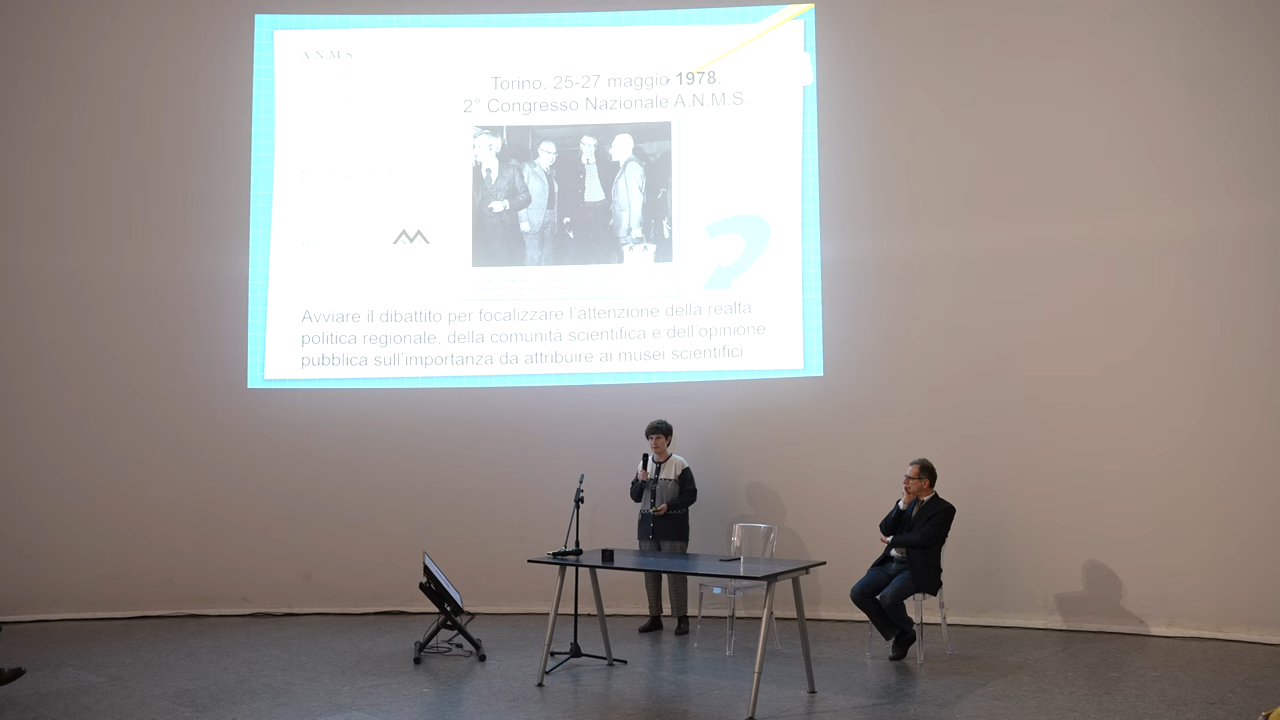 A.N.M.S.
Torino, 25-27 maggio 1978.
2° Congresso Nazionale A.N.M.S.
Avviare il dibattito per focalizzare l'attenzione della realtà
politica regionale, della comunità scientifica e dell'opinione
pubblica sull'importanza da attribuire ai musei scientifici